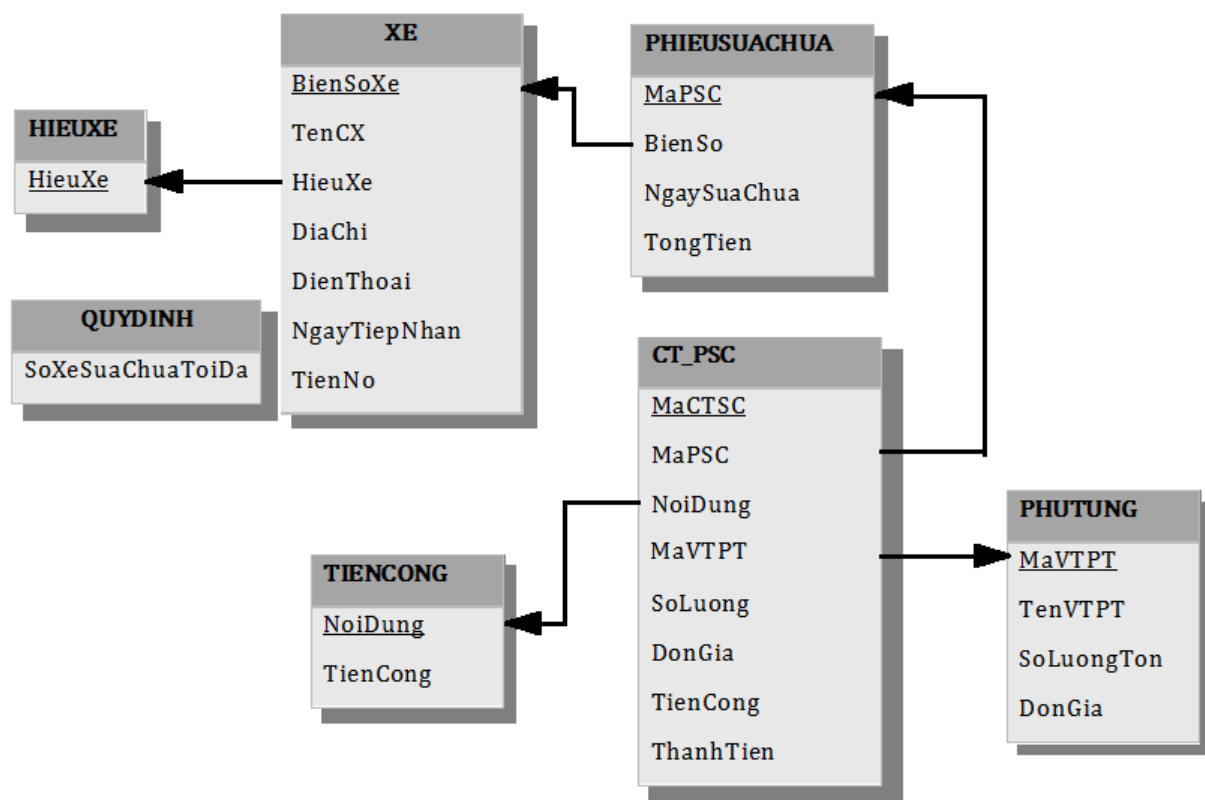 HIEUXE
HieuXe
QUYDINH
SoXeSuaChuaToiDa
XE
BienSoXe
TenCX
HieuXe
DiaChi
DienThoai
NgayTiepNhan
TienNo
PHIEUSUACHUA
MaPSC
BienSo
NgaySuaChua
TongTien
CT_PSC
MaCTSC
MaPSC
NoiDung
MaVTPT
SoLuong
DonGia
TienCong
ThanhTien
TIENCONG
NoiDung
TienCong
PHUTUNG
MaVTPT
TenVTPT
SoLuongTon
DonGia